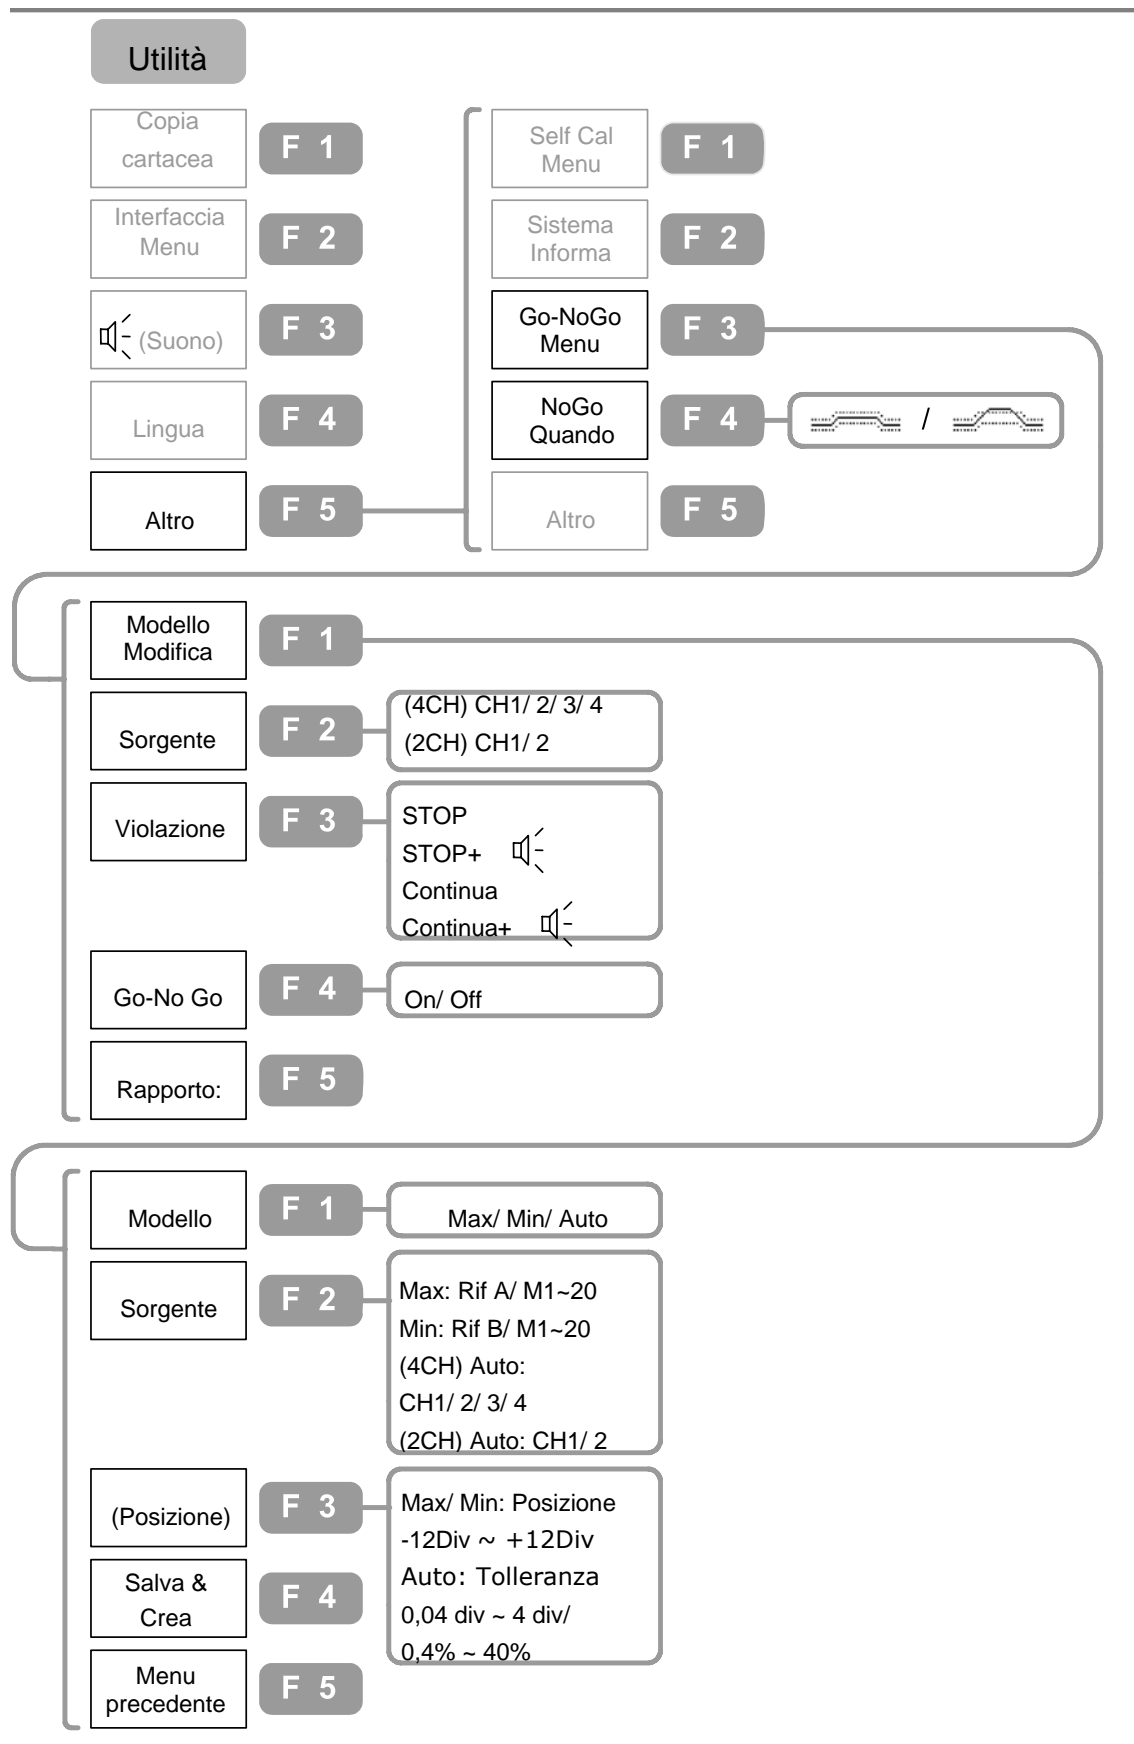 Utilità
Copia
cartacea
F 1
Interfaccia
Menu
F 2
(Suono)
F 3
Lingua
F 4
Altro
F 5
Self Cal
Menu
F 1
Sistema
Informa
F 2
Go-NoGo
Menu
F 3
NoGo
Quando
F 4
/
Altro
F 5
Modello
Modifica
F 1
Sorgente
F 2
(4CH) CH1/ 2/ 3/ 4
(2CH) CH1/ 2
Violazione
F 3
STOP
STOP+
Continua
Continua+
Go-No Go
F 4
On/ Off
Rapporto:
F 5
Modello
F 1
Max/ Min/ Auto
Sorgente
F 2
Max: Rif A/ M1~20
Min: Rif B/ M1~20
(4CH) Auto:
CH1/ 2/ 3/ 4
(2CH) Auto: CH1/ 2
(Posizione)
F 3
Max/ Min: Posizione
-12Div ～ +12Div
Auto: Tolleranza
0,04 div ~ 4 div/
0,4% ~ 40%
Salva &
Crea
F 4
Menu
precedente
F 5